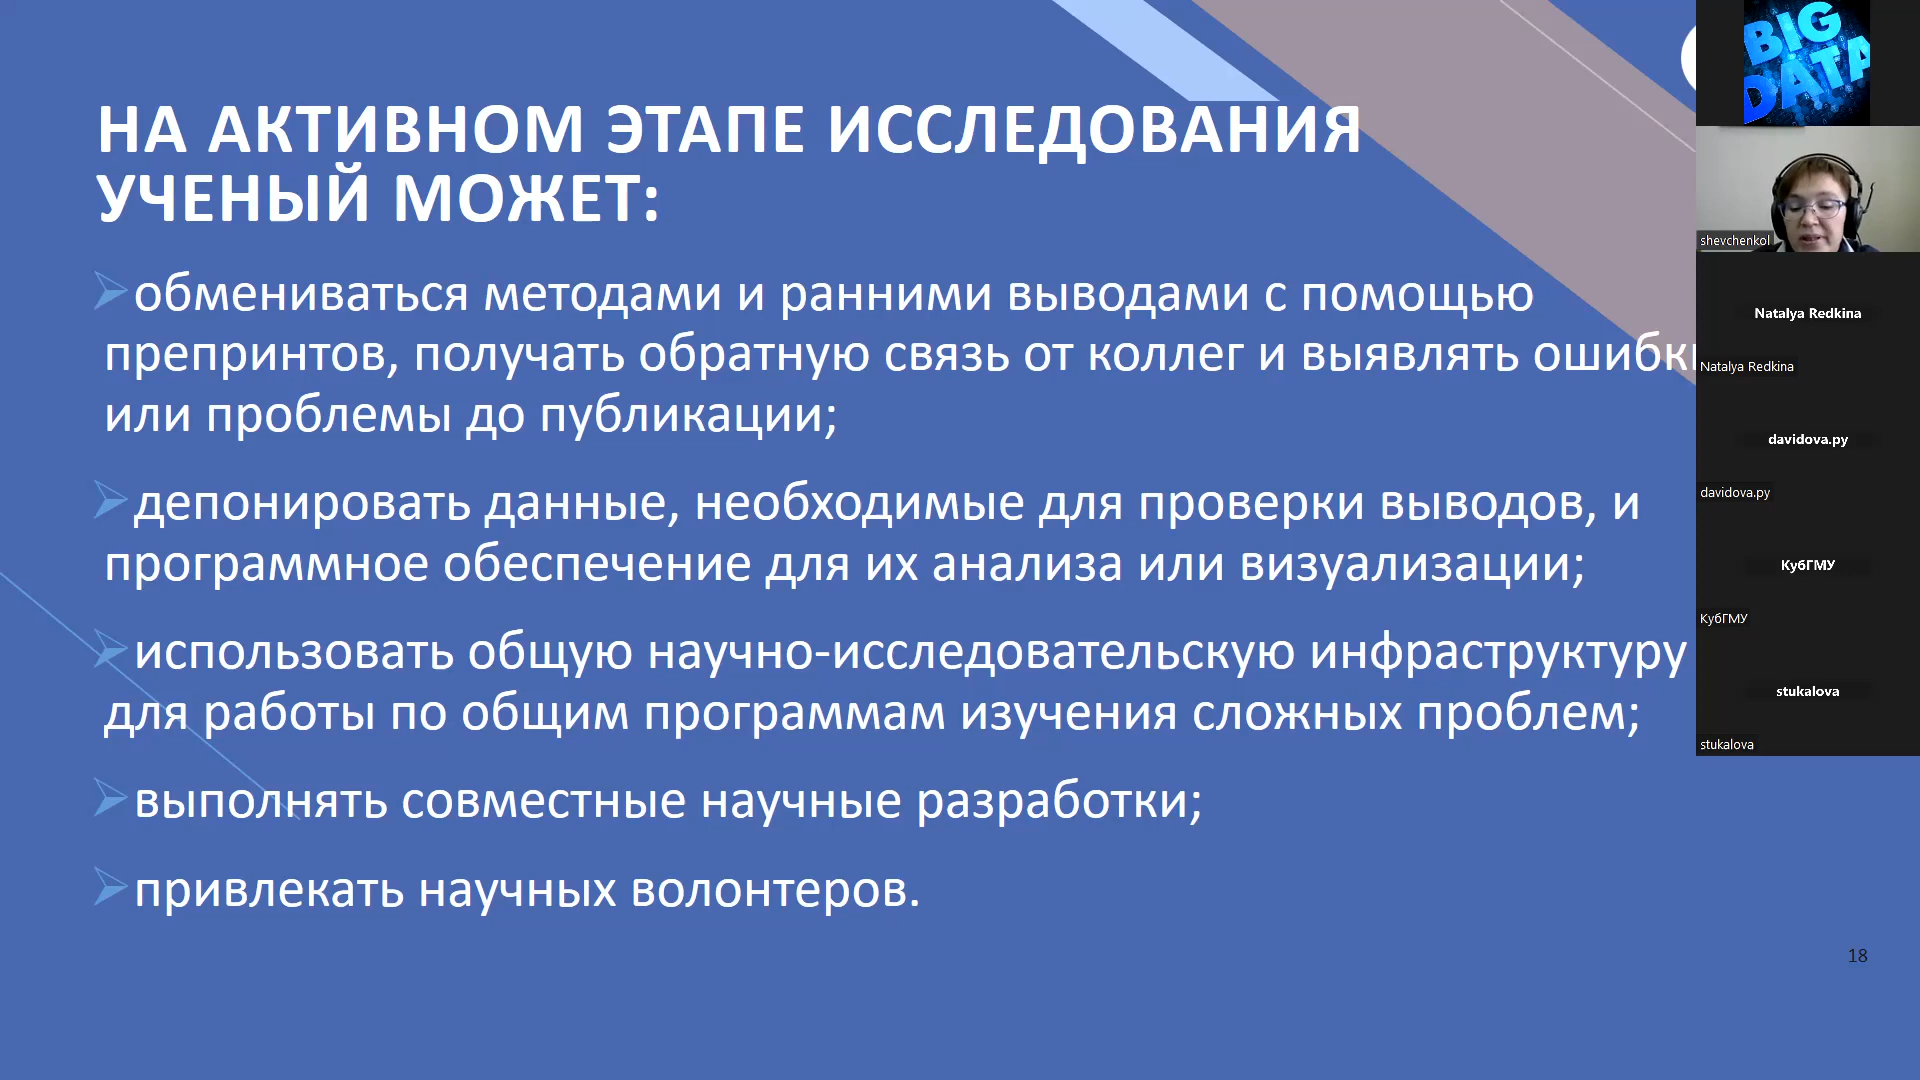 НА АКТИВНОМ ЭТАПЕ ИССЛЕДОВАНИЯ
УЧЕНЫЙ МОЖЕТ:
обмениваться методами и ранними выводами с помощью
препринтов, получать обратную связь от коллег и выявлять ошибки
или проблемы до публикации;
депонировать данные, необходимые для проверки выводов, и
программное обеспечение для их анализа или визуализации;
использовать общую научно-исследовательскую инфраструктуру
для работы по общим программам изучения сложных проблем;
выполнять совместные научные разработки;
привлекать научных волонтеров.
18
BIG
DATA
shevchenkol
Natalya Redkina
Natalya Redkina
davidova.py
davidova.py
КубГМУ
КубГМУ
stukalova
stukalova